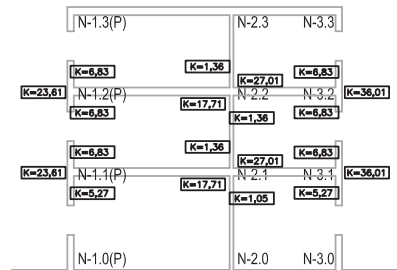 N-1.3(P) N-2.3 N-3.3
K=6,83 K=1,36 K=6,83
K=27,01
K=23,61 N-1.2(P) N-2.2 N-3.2 K=36,01
K=17,71
K=6,83 K=1,36 K=6,83
K=6,83 K=1,36 K=6,83
K=27,01
K=23,61 N-1.1(P) N-2.1 N-3.1 K=36,01
K=17,71
K=5,27 K=1,05 K=5,27
N-1.0(P) N-2.0 N-3.0